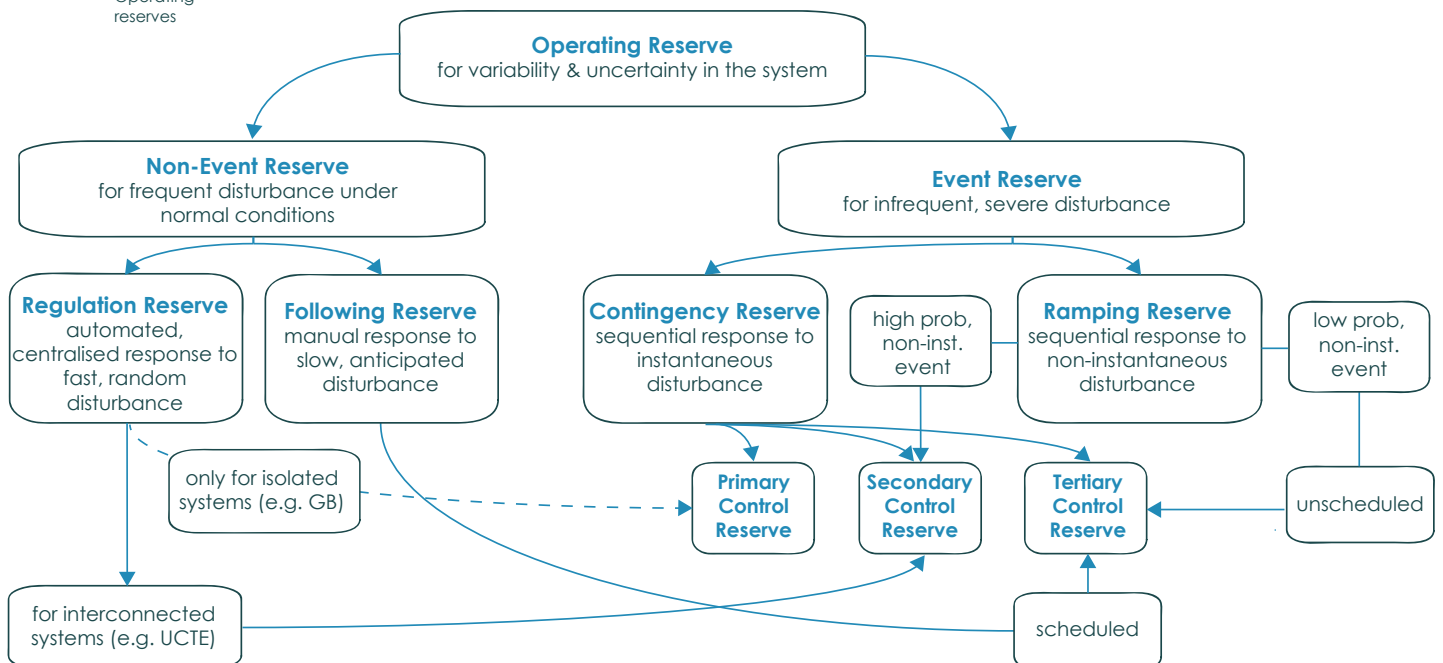 Operating
reserves
Operating Reserve
for variability & uncertainty in the system
Non-Event Reserve
for frequent disturbance under
normal conditions
Event Reserve
for infrequent, severe disturbance
Regulation Reserve
automated,
centralised response to
fast, random
disturbance
Following Reserve
manual response to
slow, anticipated
disturbance
Contingency Reserve
sequential response to
instantaneous
disturbance
high prob,
non-inst.
event
Ramping Reserve
sequential response to
non-instantaneous
disturbance
low prob,
non-inst.
event
only for isolated
systems (e.g. GB)
Primary
Control
Reserve
Secondary
Control
Reserve
Tertiary
Control
Reserve
unscheduled
for interconnected
systems (e.g. UCTE)
scheduled